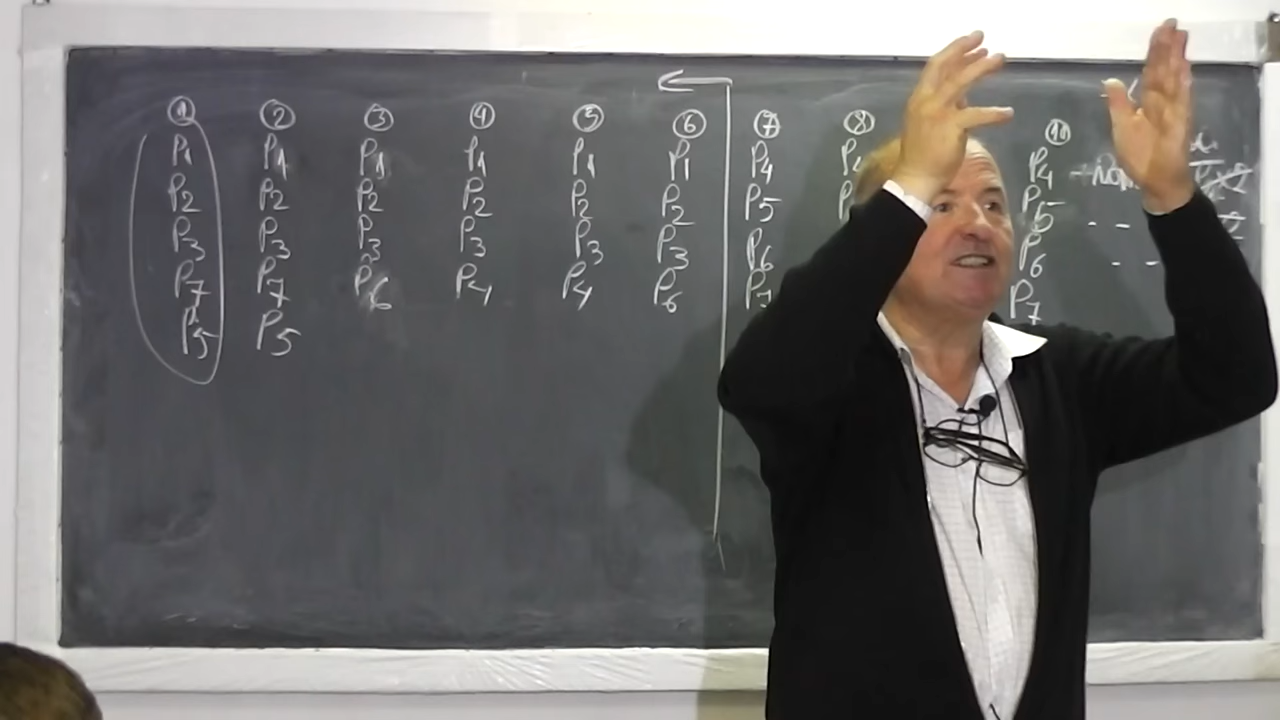 ① ② ③ ④ ⑤ ⑥ ⑦ ⑧ ⑩
P1 P1 P1 P1 P1 P1 P4 P4
P2 P2 P2 P2 P2 P2 P5 P5
P3 P3 P3 P3 P3 P3 P6 P6
P7 P7 P6 P4 P4 P6 P7 P7
P5 P5